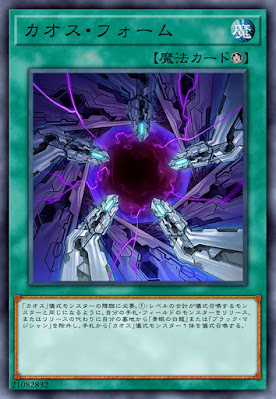 カオス・フォーム
魔
【魔法カード】
「カオス」儀式モンスターの降臨に必要。①:レベルの合計が儀式召喚するモン
スターと同じになるように、自分の手札・フィールドのモンスターをリリース、
またはリリースの代わりに自分の墓地から「青眼の白龍」または「ブラック・マ
ジシャン」を除外し、手札から「カオス」儀式モンスター1体を儀式召喚する。
21082832